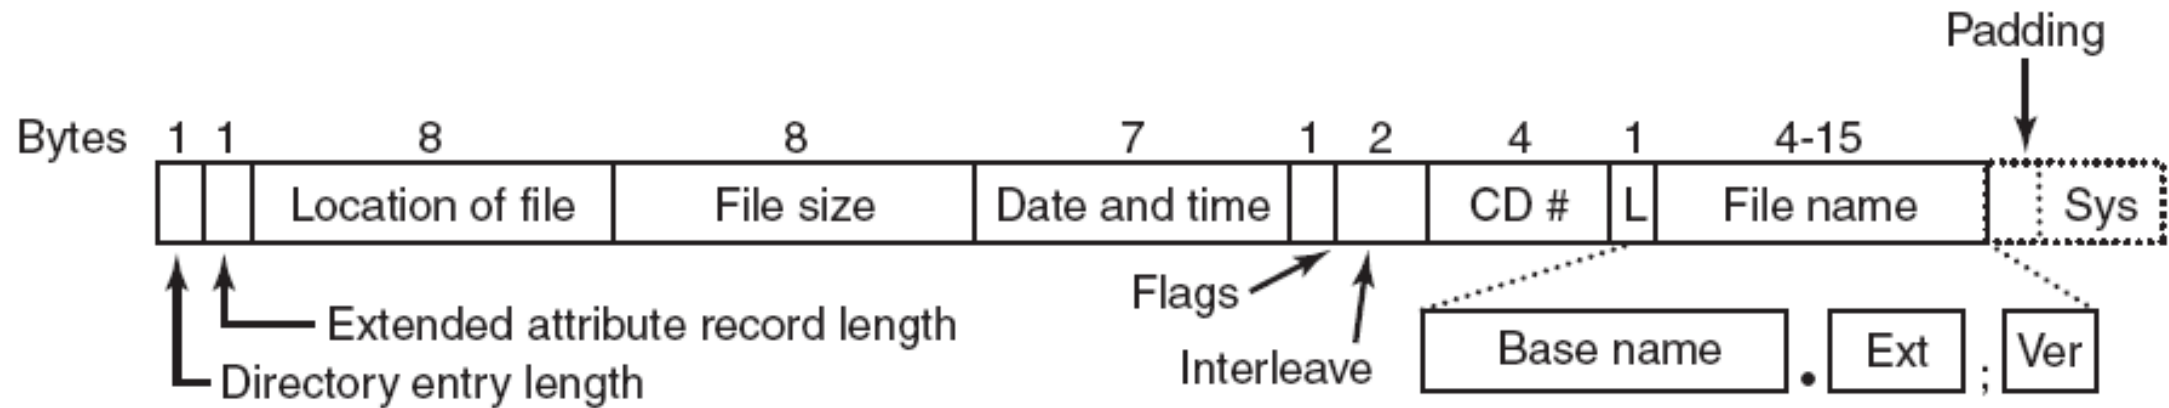 Padding
Bytes 1 1 8 8 7 1 2 4 1 4-15
Location of file File size Date and time CD # L File name Sys
Flags
Extended attribute record length
Interleave
Base name . Ext ; Ver
Directory entry length